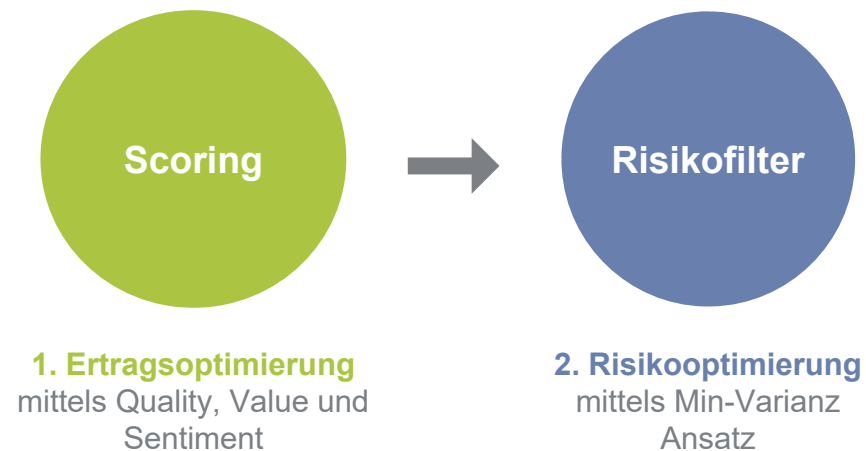 Scoring
Risikofilter
1. Ertragsoptimierung
mittels Quality, Value und
Sentiment
2. Risikooptimierung
mittels Min-Varianz
Ansatz